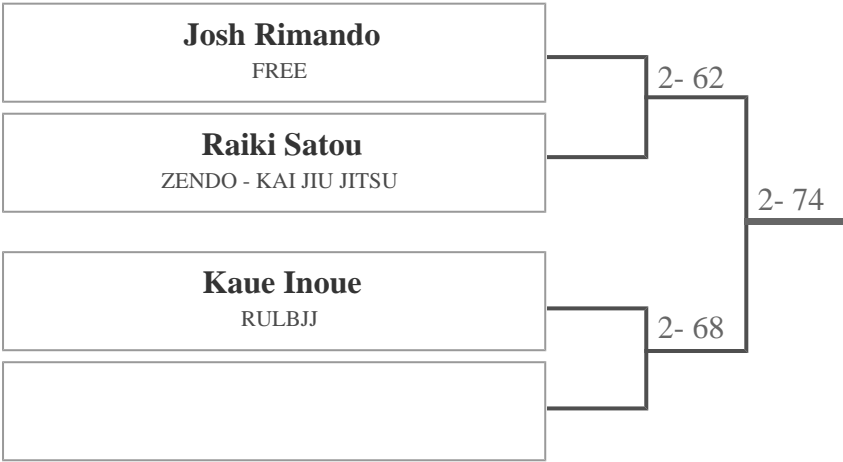 Josh Rimando
FREE
2- 62
Raiki Satou
ZENDO - KAI JIU JITSU
2- 74
Kaue Inoue
RULBJJ
2- 68